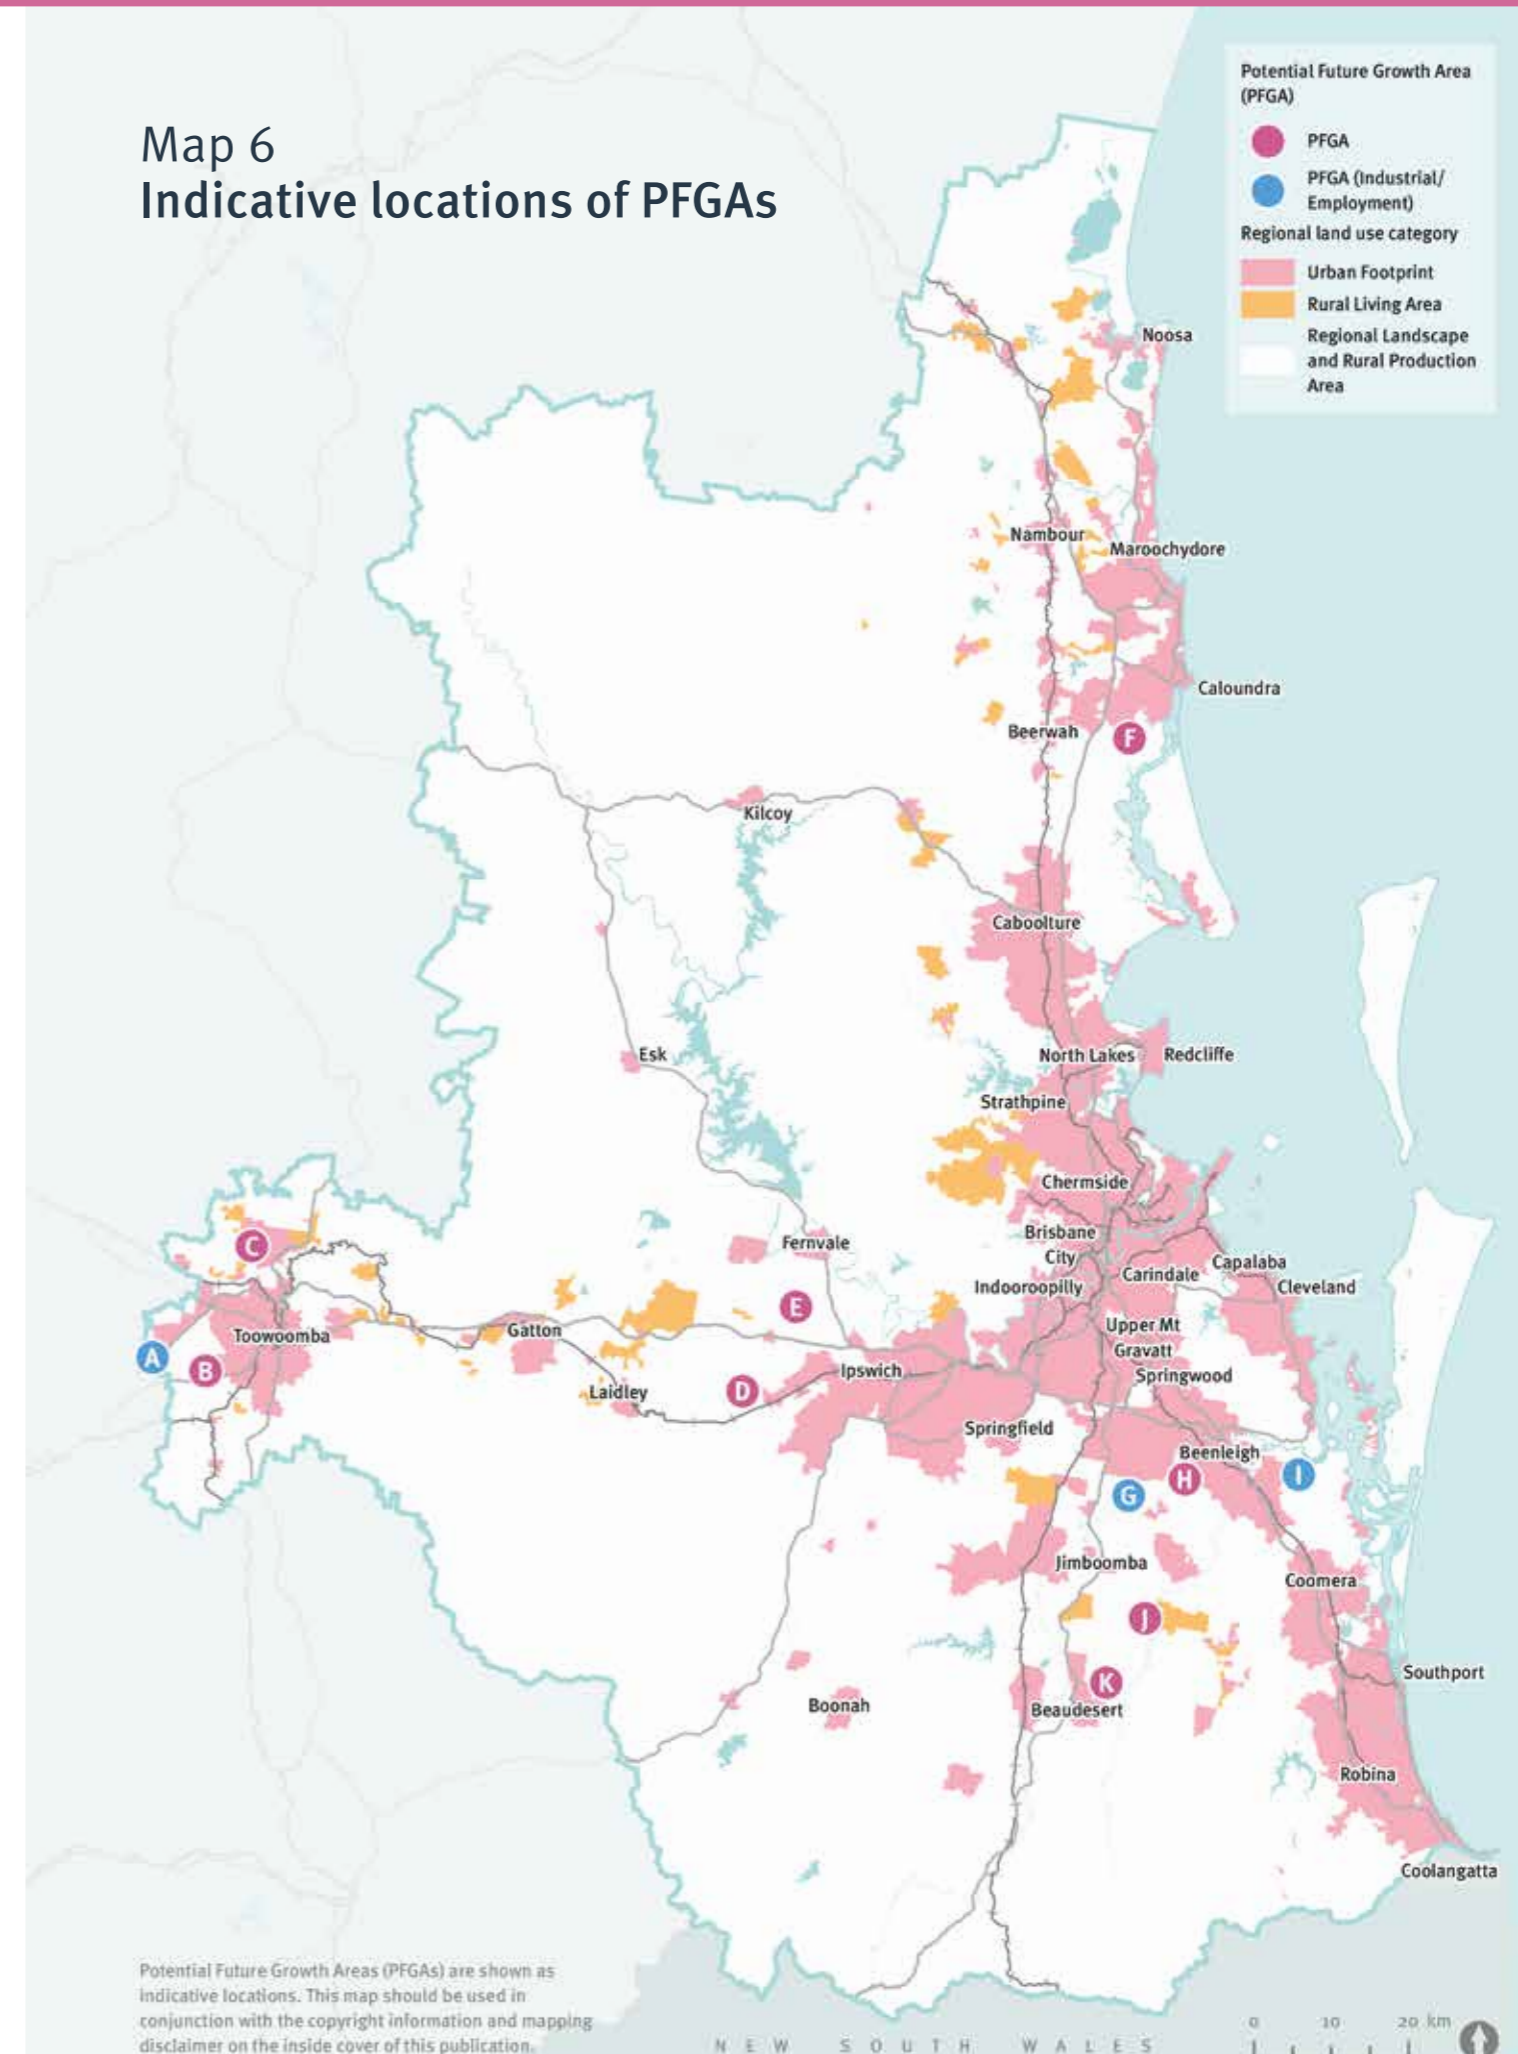 Map 6
Indicative locations of PFGAs
Potential Future Growth Area
(PFGA)
PFGA
PFGA (Industrial/
Employment)
Regional land use category
Urban Footprint
Rural Living Area
Regional Landscape
and Rural Production
Area
Noosa
Nambour
Maroochydore
Caloundra
Beerwah
F
Kilcoy
Caboolture
Esk
North Lakes
Redcliffe
Strathpine
Chermside
Brisbane
City
C
Fernvale
Capalaba
Carindale
Cleveland
Indooroopilly
E
Toowoomba
Gatton
Upper Mt
Gravatt
A
B
Ipswich
Springwood
D
Laidley
Springfield
Beenleigh
H
I
G
Jimboomba
Coomera
J
Southport
K
Boonah
Beaudesert
Robina
Coolangatta
Potential Future Growth Areas (PFGAs) are shown as
indicative locations. This map should be used in
conjunction with the copyright information and mapping
disclaimer on the inside cover of this publication.
NEW SOUTH WALES
0 10 20 km